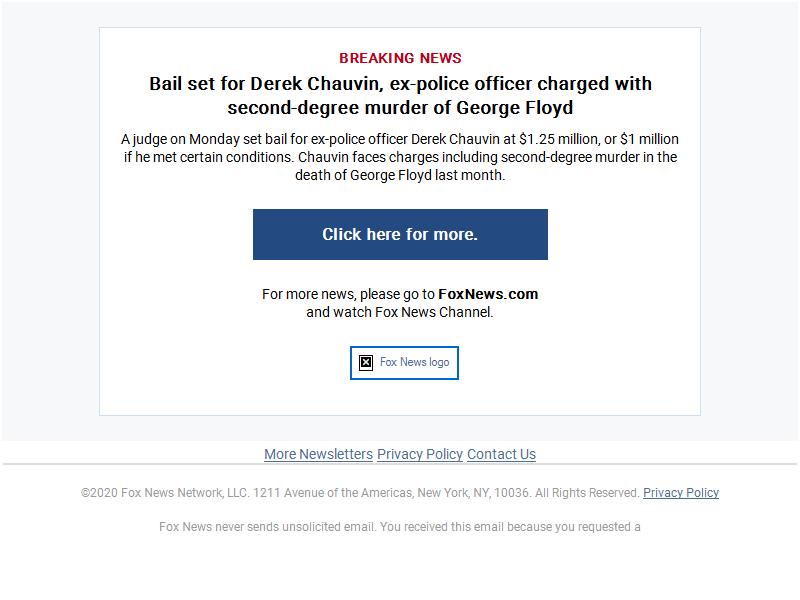 BREAKING NEWS
Bail set for Derek Chauvin, ex-police officer charged with
second-degree murder of George Floyd
A judge on Monday set bail for ex-police officer Derek Chauvin at $1.25 million, or $1 million
if he met certain conditions. Chauvin faces charges including second-degree murder in the
death of George Floyd last month.
Click here for more.
For more news, please go to FoxNews.com
and watch Fox News Channel.
Fox News logo
More Newsletters Privacy Policy Contact Us
©2020 Fox News Network, LLC. 1211 Avenue of the Americas, New York, NY, 10036. All Rights Reserved. Privacy Policy
Fox News never sends unsolicited email. You received this email because you requested a